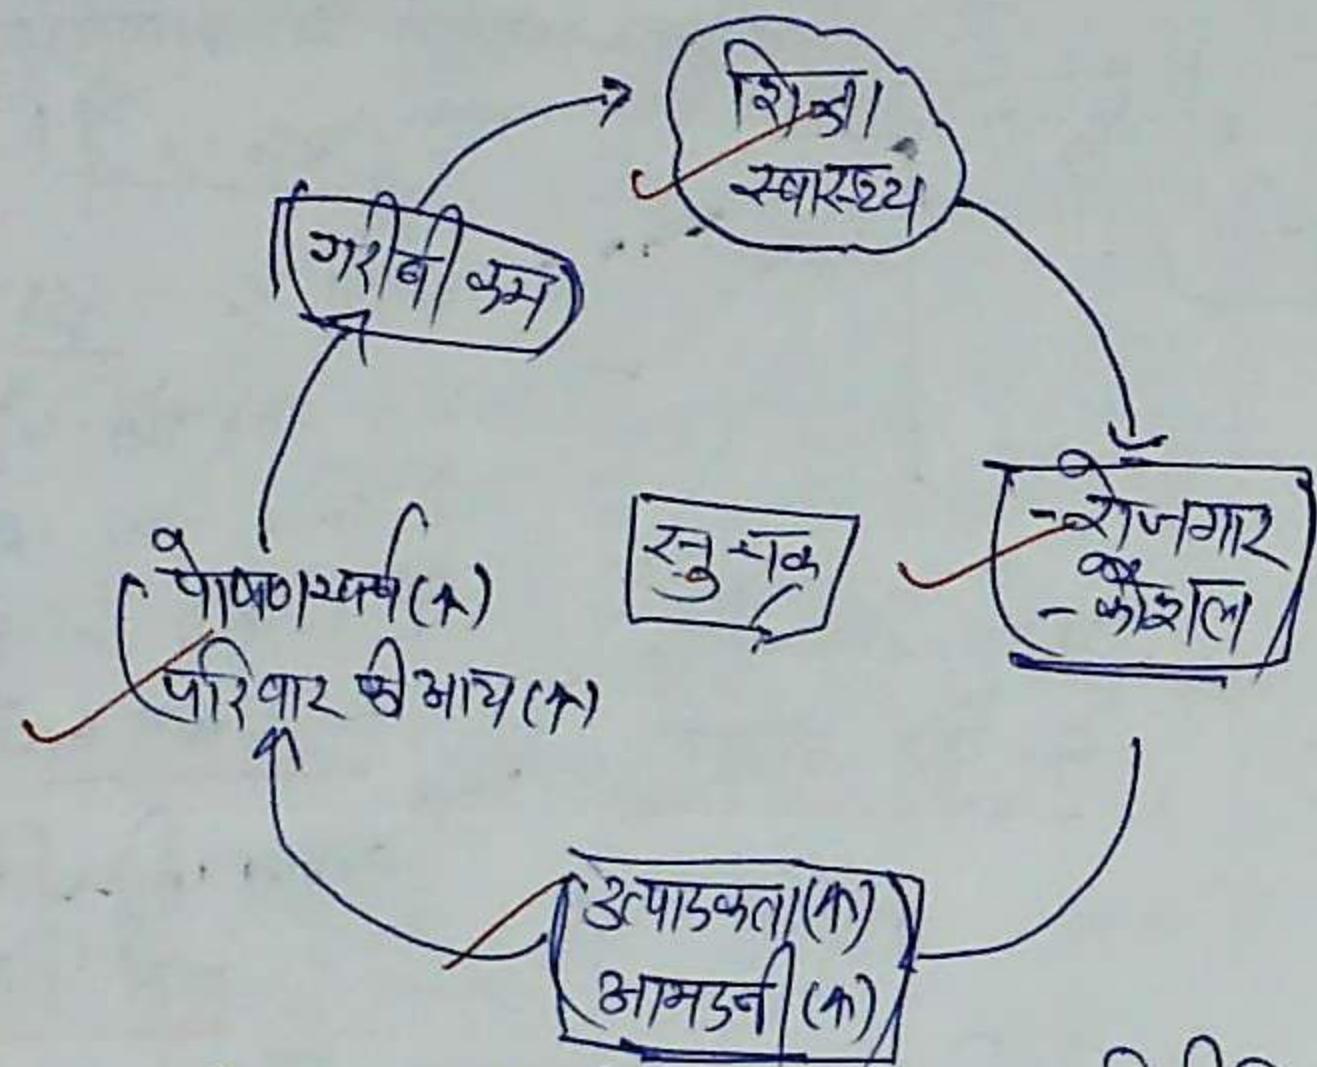 शिक्षा
स्वास्थ्य
- रोजगार
- कौशल
उत्पादकता (↑)
आमदनी (↑)
पोषण खर्च (↑)
परिवार की आय (↑)
गरीबी कम
सुचक्र